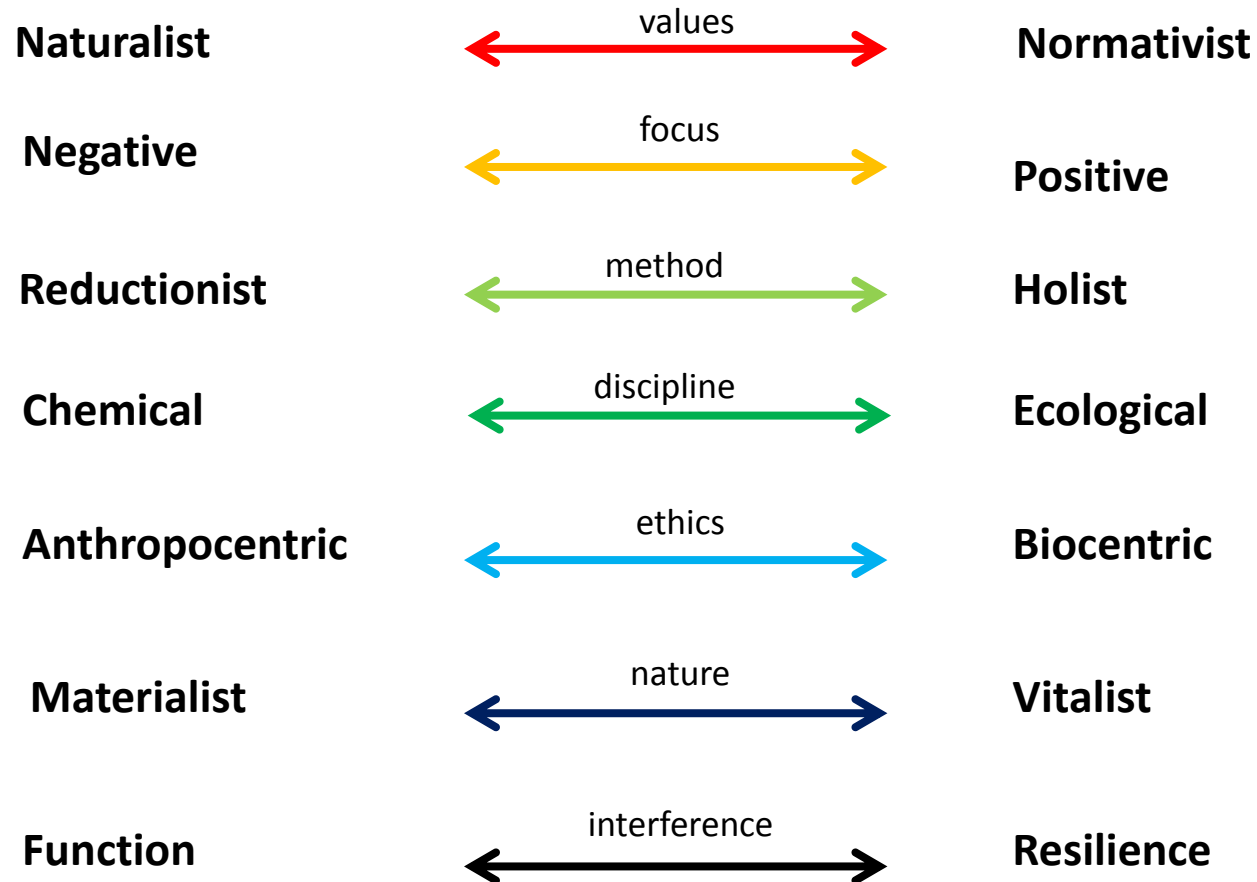 Naturalist values Normativist
Negative focus Positive
Reductionist method Holist
Chemical discipline Ecological
Anthropocentric ethics Biocentric
Materialist nature Vitalist
Function interference Resilience